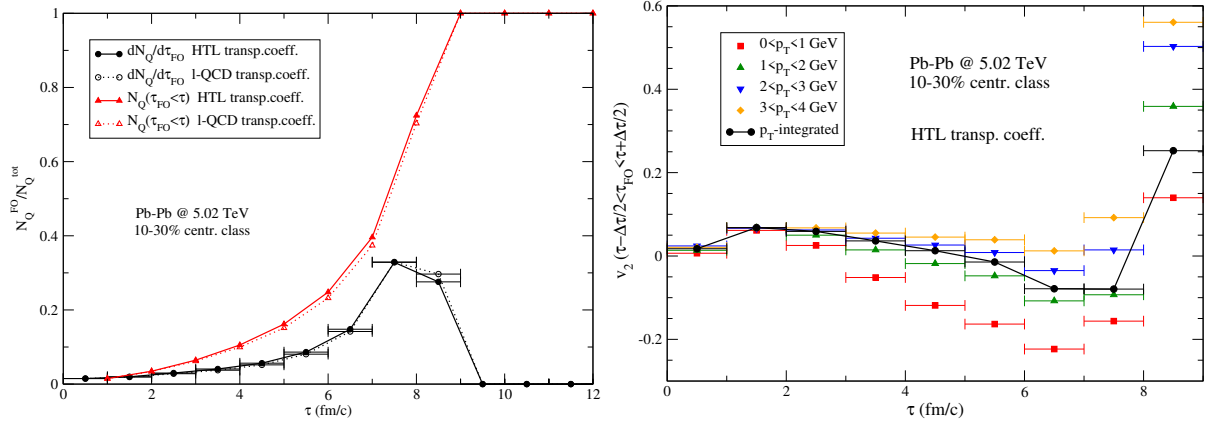 1
0.8
0.6
0.4
0.2
0
N_Q^FO/N_Q^tot
dN_Q/dτ_FO HTL transp.coeff.
dN_Q/dτ_FO l-QCD transp.coeff.
N_Q(τ_FO<τ) HTL transp.coeff.
N_Q(τ_FO<τ) l-QCD transp.coeff.
Pb-Pb @ 5.02 TeV
10-30% centr. class
0 2 4 6 8 10 12
τ (fm/c)
0.6
0.4
0.2
0
-0.2
v_2 (τ-Δτ/2<τ_FO<τ+Δτ/2)
0<p_T<1 GeV
1<p_T<2 GeV
2<p_T<3 GeV
3<p_T<4 GeV
p_T-integrated
Pb-Pb @ 5.02 TeV
10-30% centr. class
HTL transp. coeff.
0 2 4 6 8
τ (fm/c)